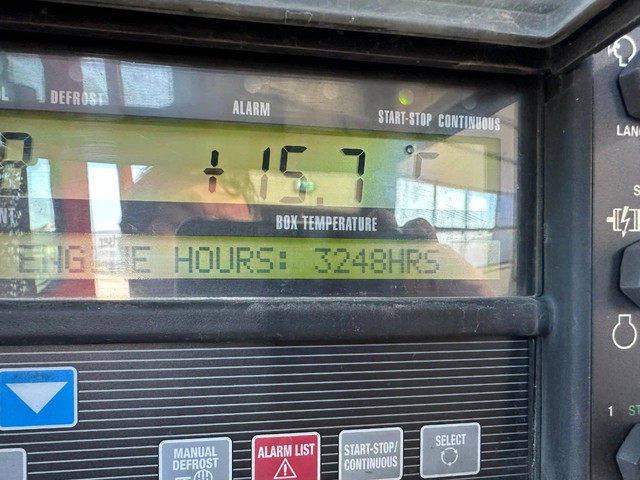 DEFROST
ALARM
START-STOP CONTINUOUS
+15.7
BOX TEMPERATURE
ENGINE HOURS: 3248HRS
MANUAL DEFROST
ALARM LIST
START-STOP/ CONTINUOUS
SELECT
1